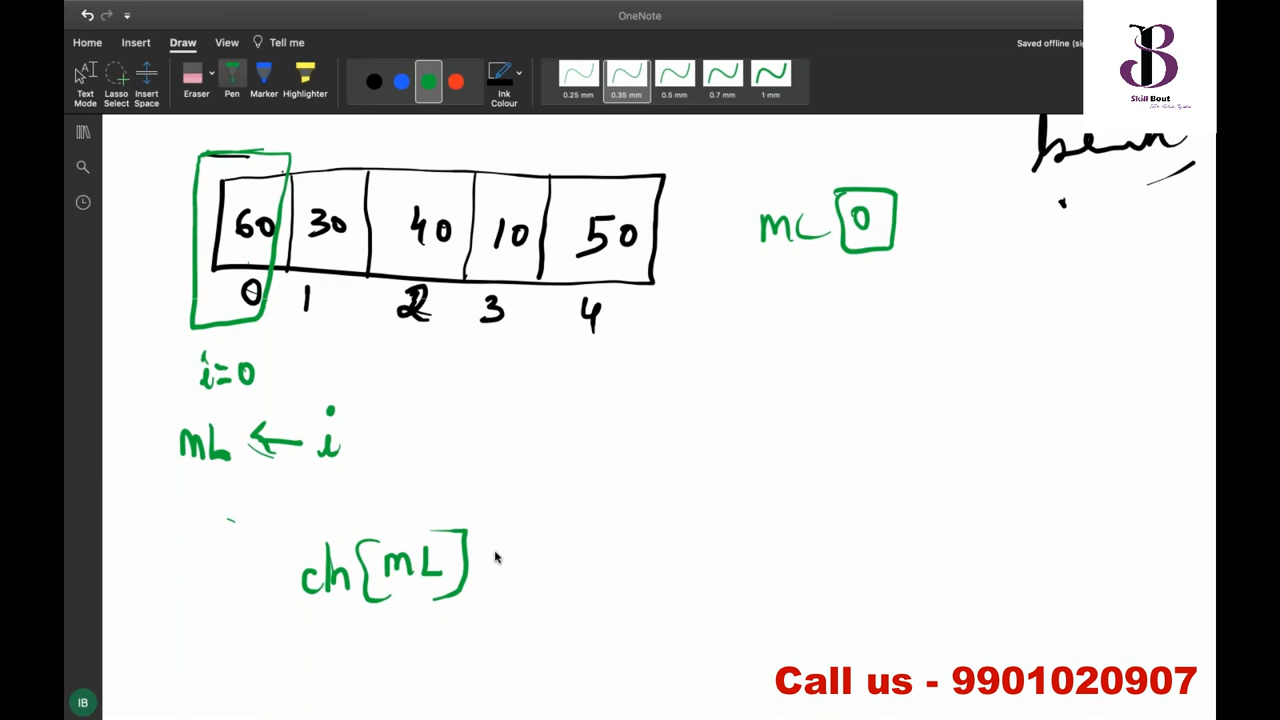 OneNote
Home Insert Draw View Tell me
Saved offline
Text Mode Lasso Select Insert Space Eraser Pen Marker Highlighter Ink Colour 0.25 mm 0.35 mm 0.5 mm 0.7 mm 1 mm
Skill Bout
60 30 40 10 50
0 1 2 3 4
mL 0
i=0
mL ← i
ch[mL]
IB
Call us - 9901020907